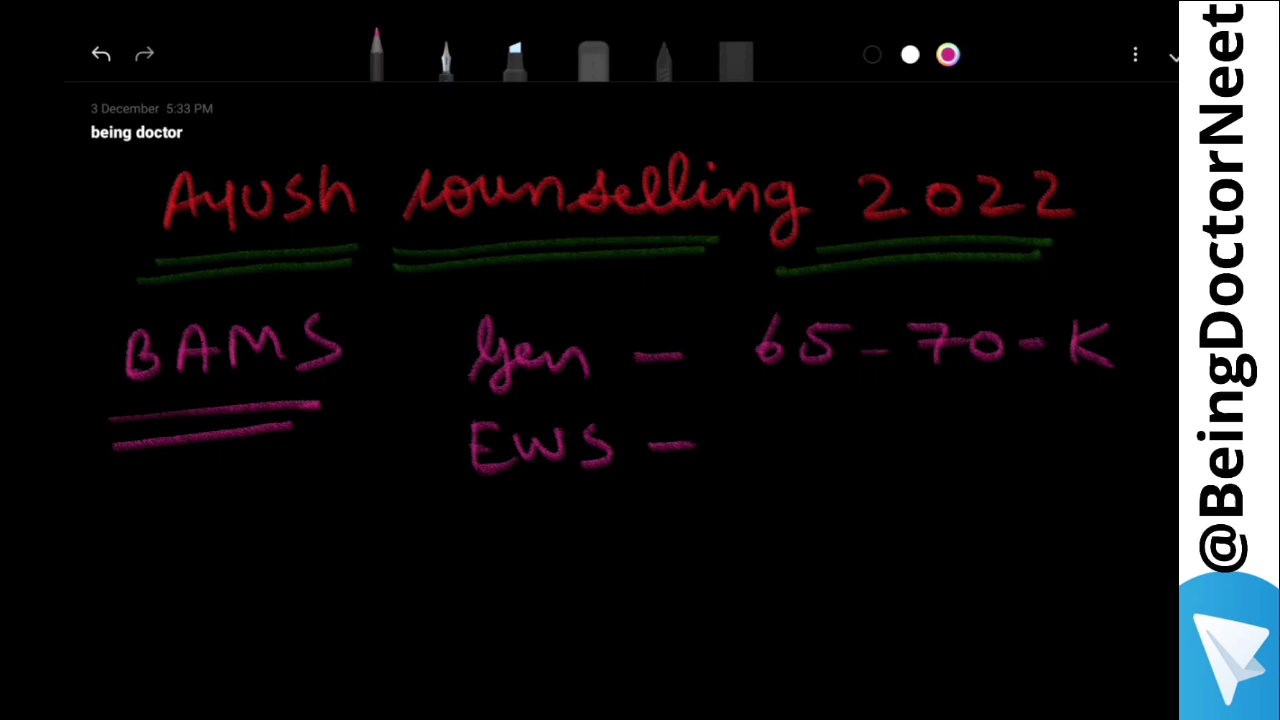 3 December 5:33 PM
being doctor
Ayush counselling 2022
BAMS Gen — 65 - 70 - K
EWS —
@BeingDoctorNeet